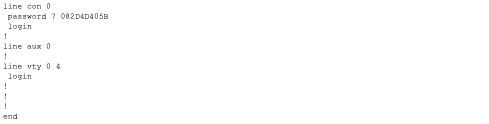 line con 0
 password 7 082D4D405B
 login
!
line aux 0
!
line vty 0 4
 login
!
!
!
end